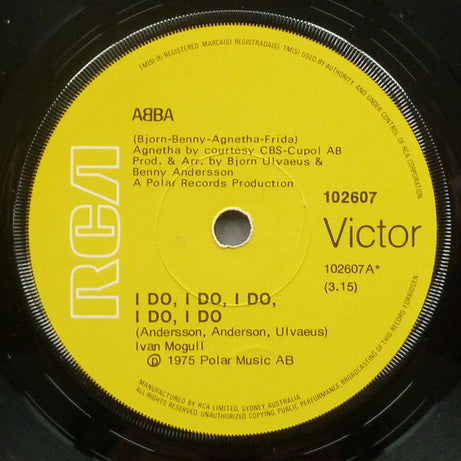 TM(S) ® REGISTERED MARCA(S) REGISTRADA(S) TM(S) USED BY AUTHORITY AND UNDER CONTROL OF RCA CORPORATION
ABBA
(Bjorn-Benny-Agnetha-Frida)
Agnetha by courtesy CBS-Cupol AB
Prod. & Arr. by Bjorn Ulvaeus &
Benny Andersson
A Polar Records Production
RCA
102607
Victor
102607A*
(3.15)
I DO, I DO, I DO,
I DO, I DO
(Andersson, Anderson, Ulvaeus)
Ivan Mogull
℗ 1975 Polar Music AB
MANUFACTURED BY RCA LIMITED, SYDNEY, AUSTRALIA
ALL RIGHTS RESERVED. UNAUTHORIZED COPYING, PUBLIC PERFORMANCE BROADCASTING OF THIS RECORD FORBIDDEN